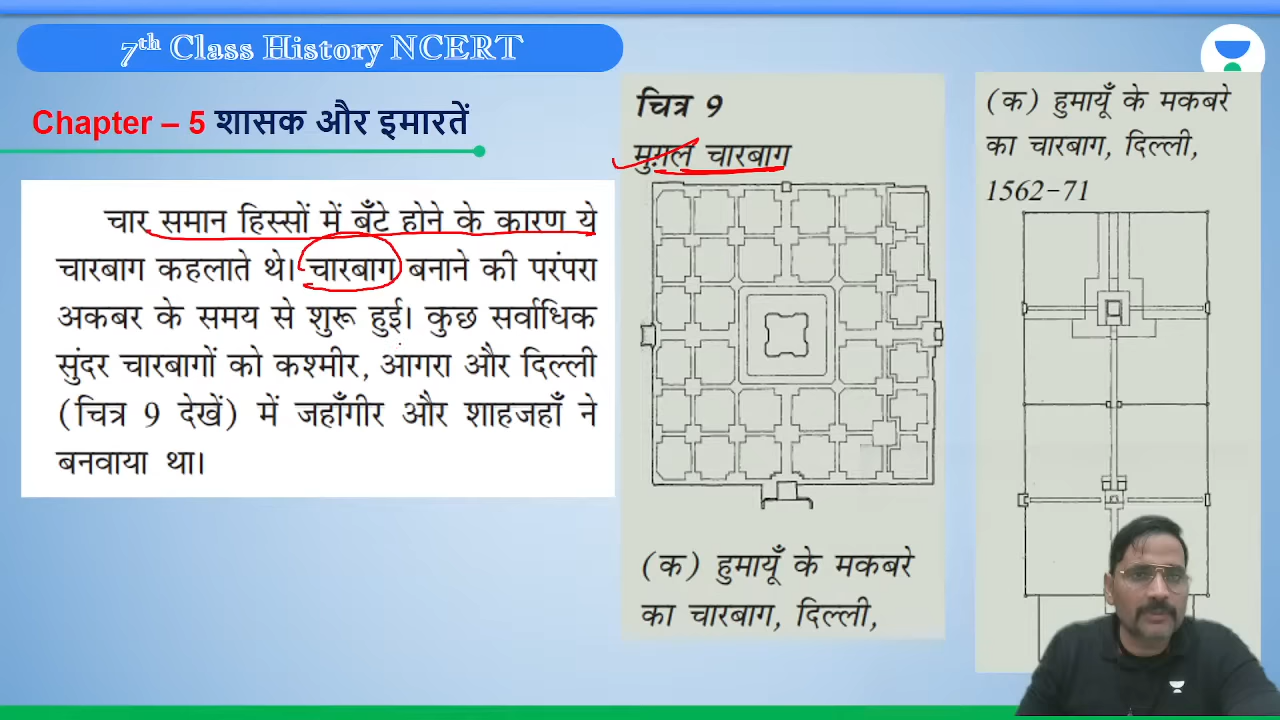 7th Class History NCERT
Chapter – 5 शासक और इमारतें
चार समान हिस्सों में बँटे होने के कारण ये
चारबाग कहलाते थे। चारबाग बनाने की परंपरा
अकबर के समय से शुरू हुई। कुछ सर्वाधिक
सुंदर चारबागों को कश्मीर, आगरा और दिल्ली
(चित्र 9 देखें) में जहाँगीर और शाहजहाँ ने
बनवाया था।
चित्र 9
मुग़ल चारबाग
(क) हुमायूँ के मकबरे
का चारबाग, दिल्ली,
(क) हुमायूँ के मकबरे
का चारबाग, दिल्ली,
1562-71